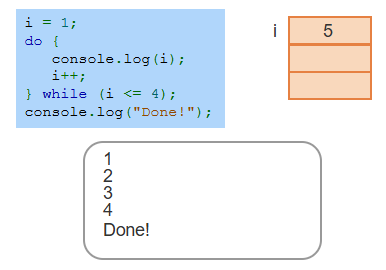 i = 1;
do {
   console.log(i);
   i++;
} while (i <= 4);
console.log("Done!");
i 5
1
2
3
4
Done!